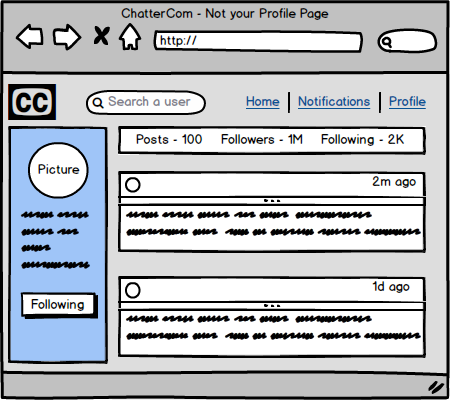 ChatterCom - Not your Profile Page
http://
CC
Search a user
Home Notifications Profile
Posts - 100 Followers - 1M Following - 2K
Picture
2m ago
Following
1d ago